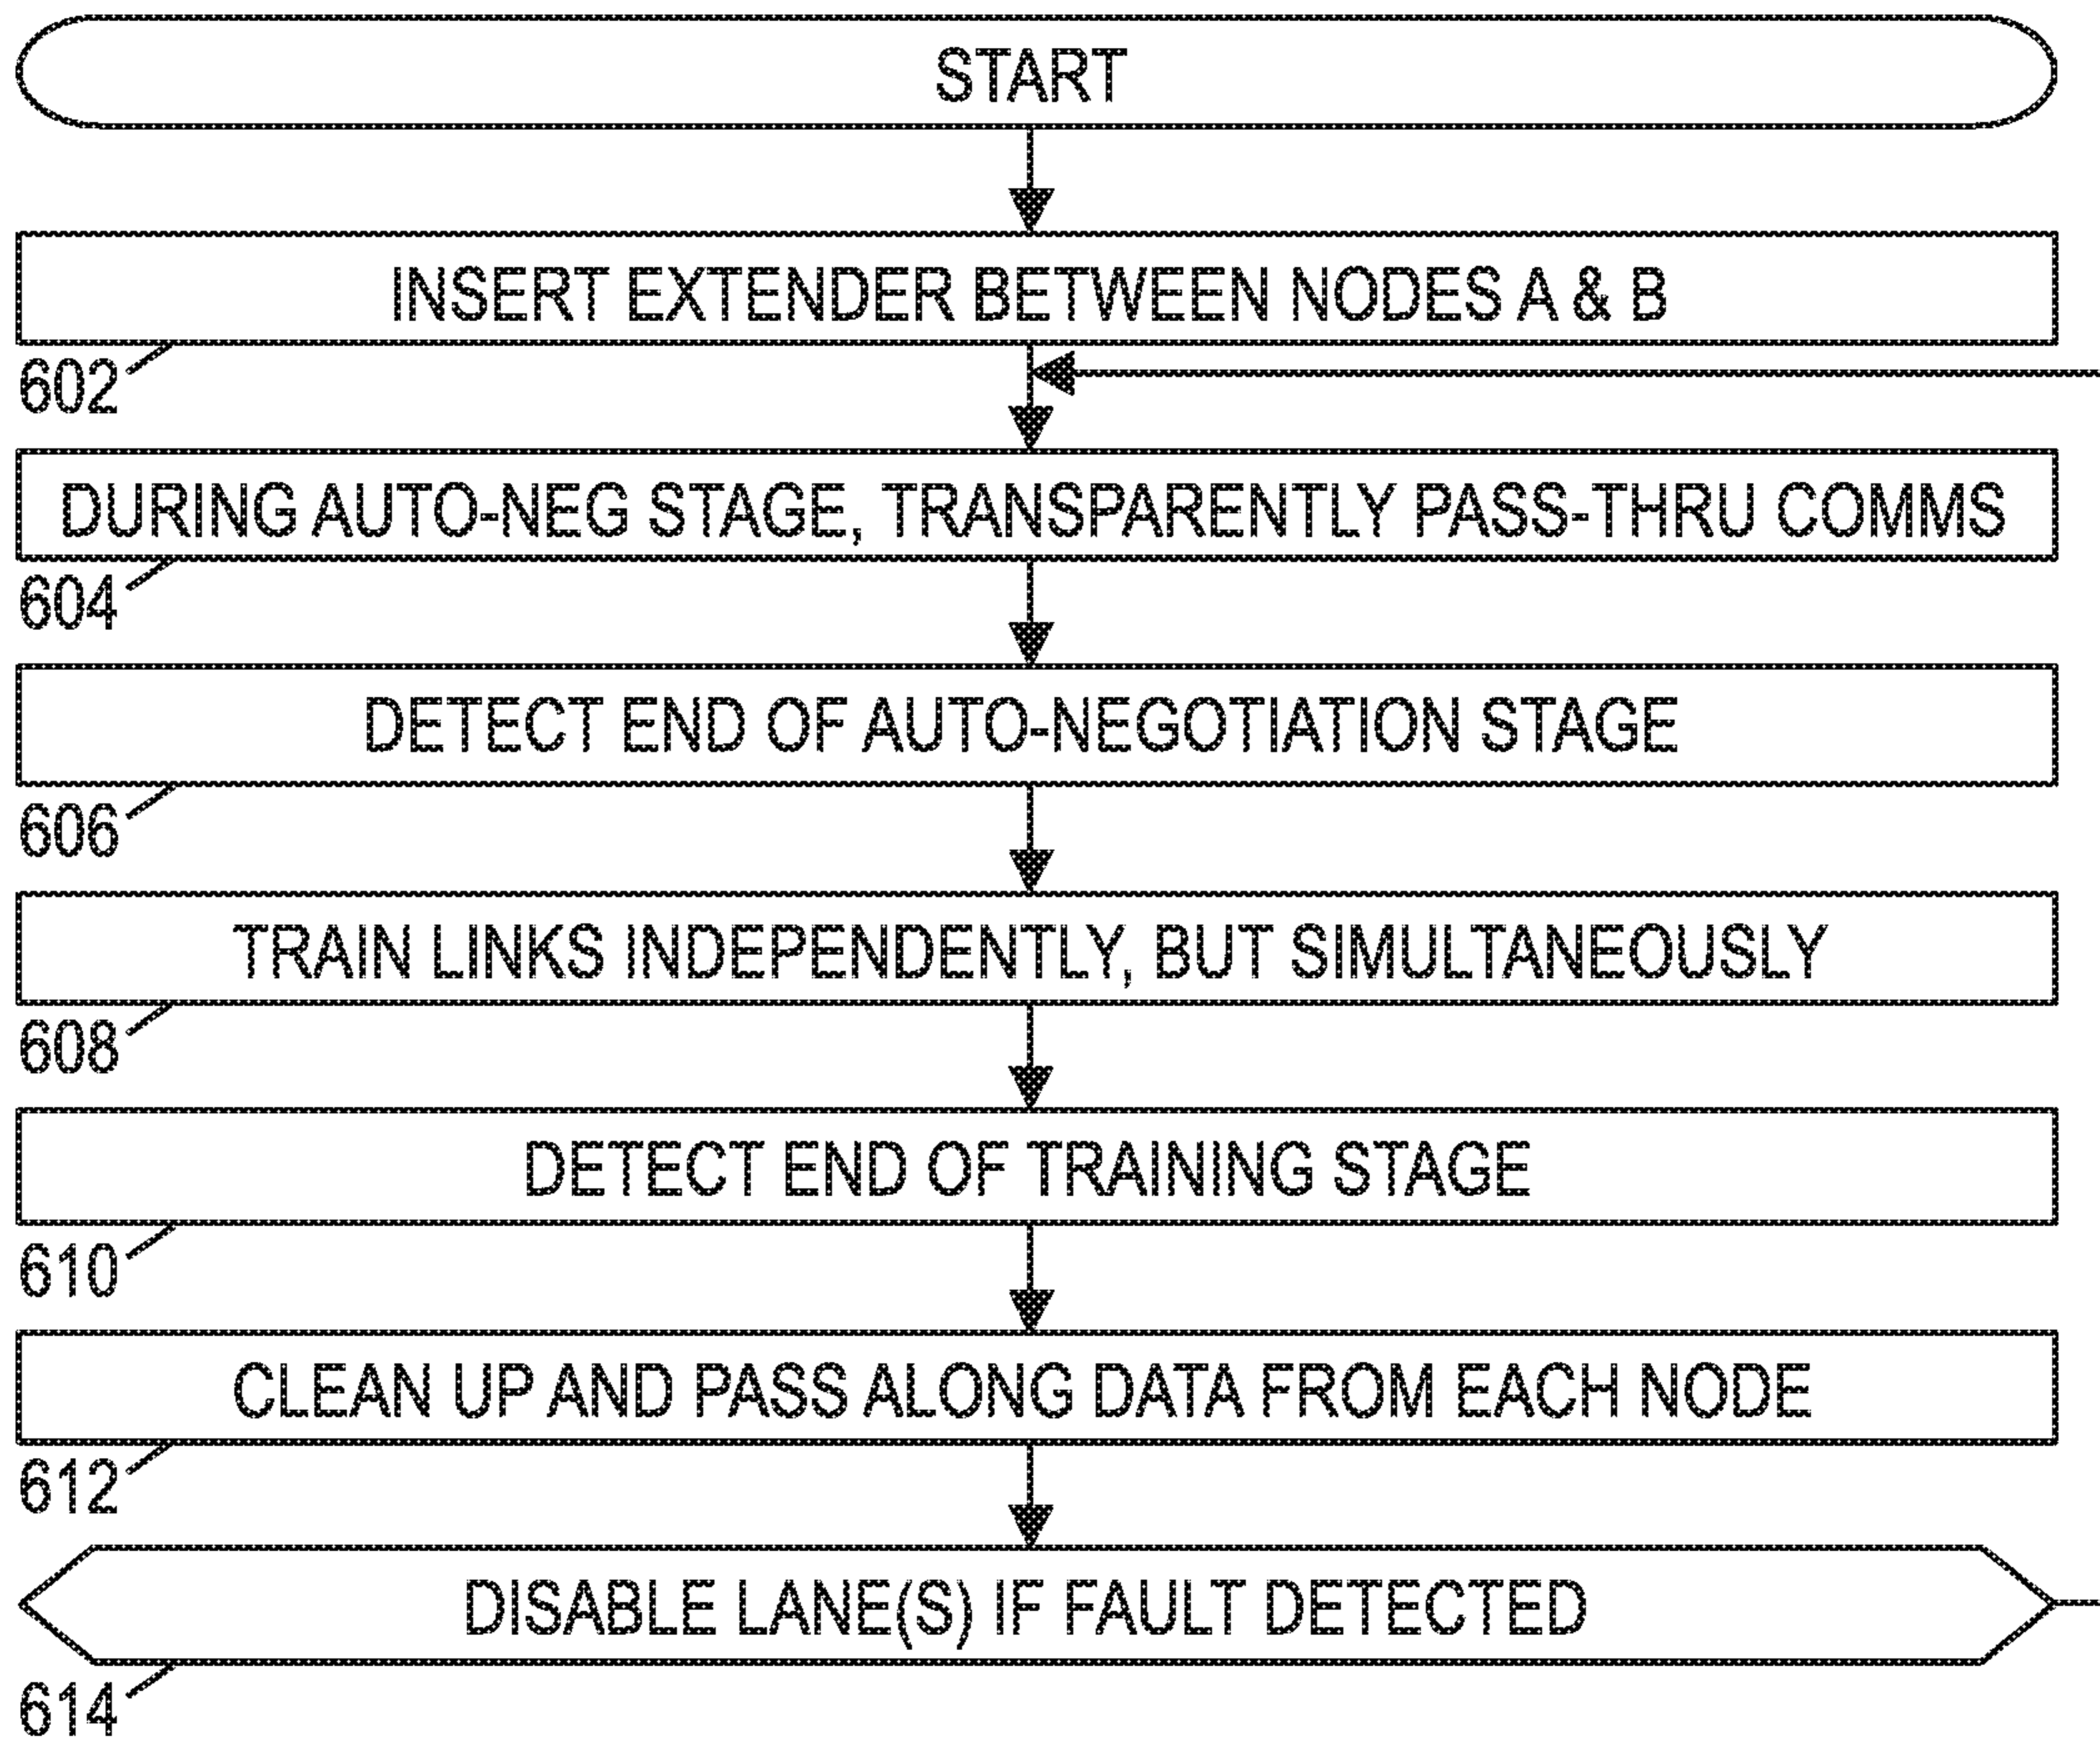 START
INSERT EXTENDER BETWEEN NODES A & B
602
DURING AUTO-NEG STAGE, TRANSPARENTLY PASS-THRU COMMS
604
DETECT END OF AUTO-NEGOTIATION STAGE
606
TRAIN LINKS INDEPENDENTLY, BUT SIMULTANEOUSLY
608
DETECT END OF TRAINING STAGE
610
CLEAN UP AND PASS ALONG DATA FROM EACH NODE
612
DISABLE LANE(S) IF FAULT DETECTED
614